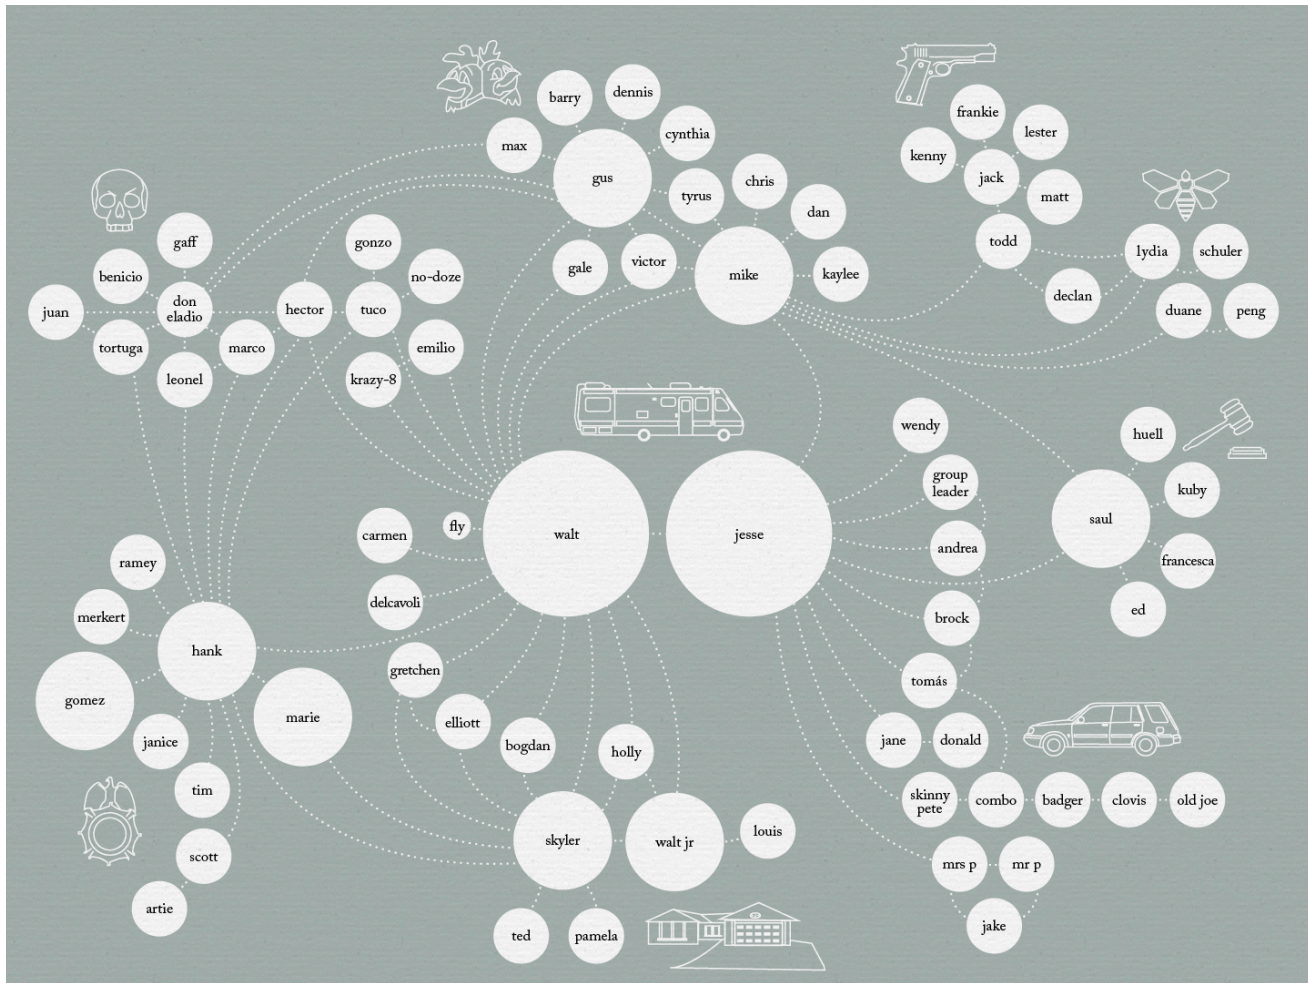 barry
dennis
max
cynthia
gus
tyrus
chris
dan
gale
victor
mike
kaylee
frankie
lester
kenny
jack
matt
todd
lydia
schuler
declan
duane
peng
gaff
benicio
juan
don
eladio
tortuga
marco
leonel
hector
gonzo
no-doze
tuco
emilio
krazy-8
walt
jesse
fly
carmen
delcavoli
gretchen
elliott
bogdan
holly
skyler
walt jr
louis
ted
pamela
ramey
merkert
hank
gomez
marie
janice
tim
scott
artie
wendy
group
leader
andrea
brock
tomás
jane
donald
skinny
pete
combo
badger
clovis
old joe
mrs p
mr p
jake
huell
kuby
saul
francesca
ed